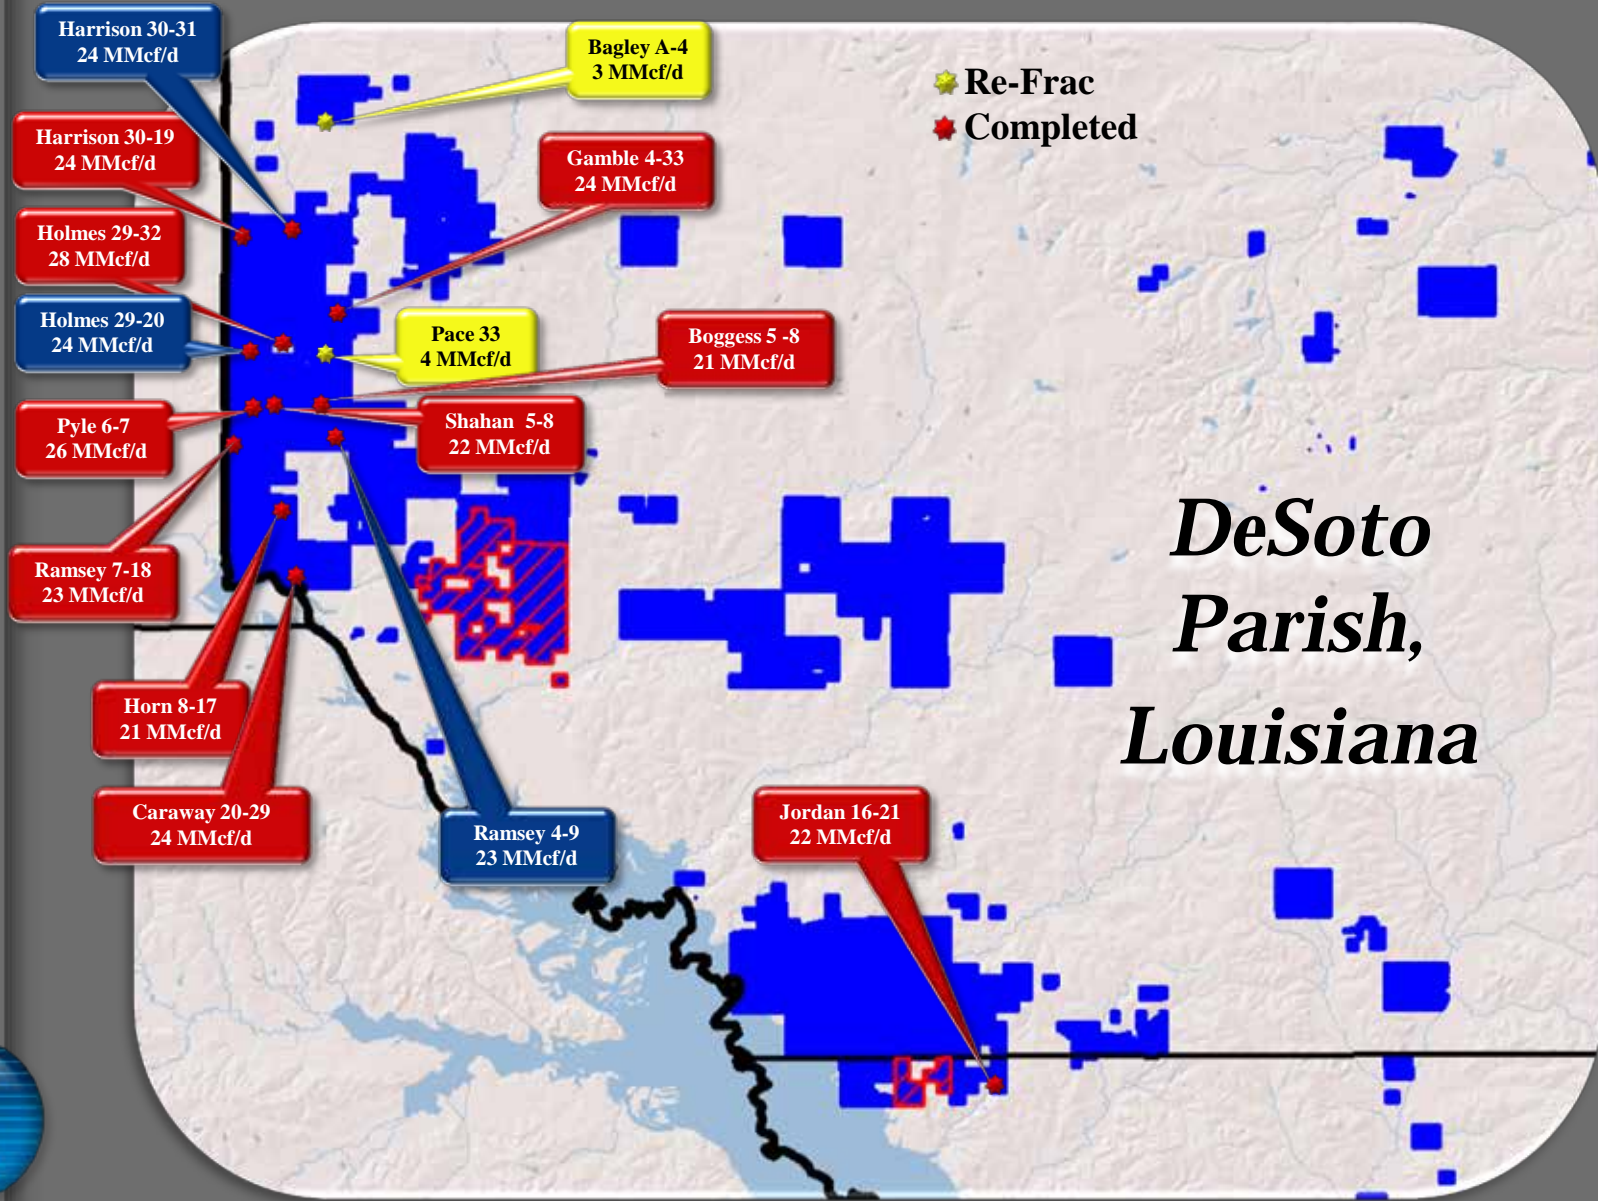 Harrison 30-31
24 MMcf/d
Bagley A-4
3 MMcf/d
Re-Frac
Completed
Harrison 30-19
24 MMcf/d
Gamble 4-33
24 MMcf/d
Holmes 29-32
28 MMcf/d
Holmes 29-20
24 MMcf/d
Pace 33
4 MMcf/d
Boggess 5 -8
21 MMcf/d
Pyle 6-7
26 MMcf/d
Shahan 5-8
22 MMcf/d
DeSoto
Parish,
Louisiana
Ramsey 7-18
23 MMcf/d
Horn 8-17
21 MMcf/d
Caraway 20-29
24 MMcf/d
Ramsey 4-9
23 MMcf/d
Jordan 16-21
22 MMcf/d